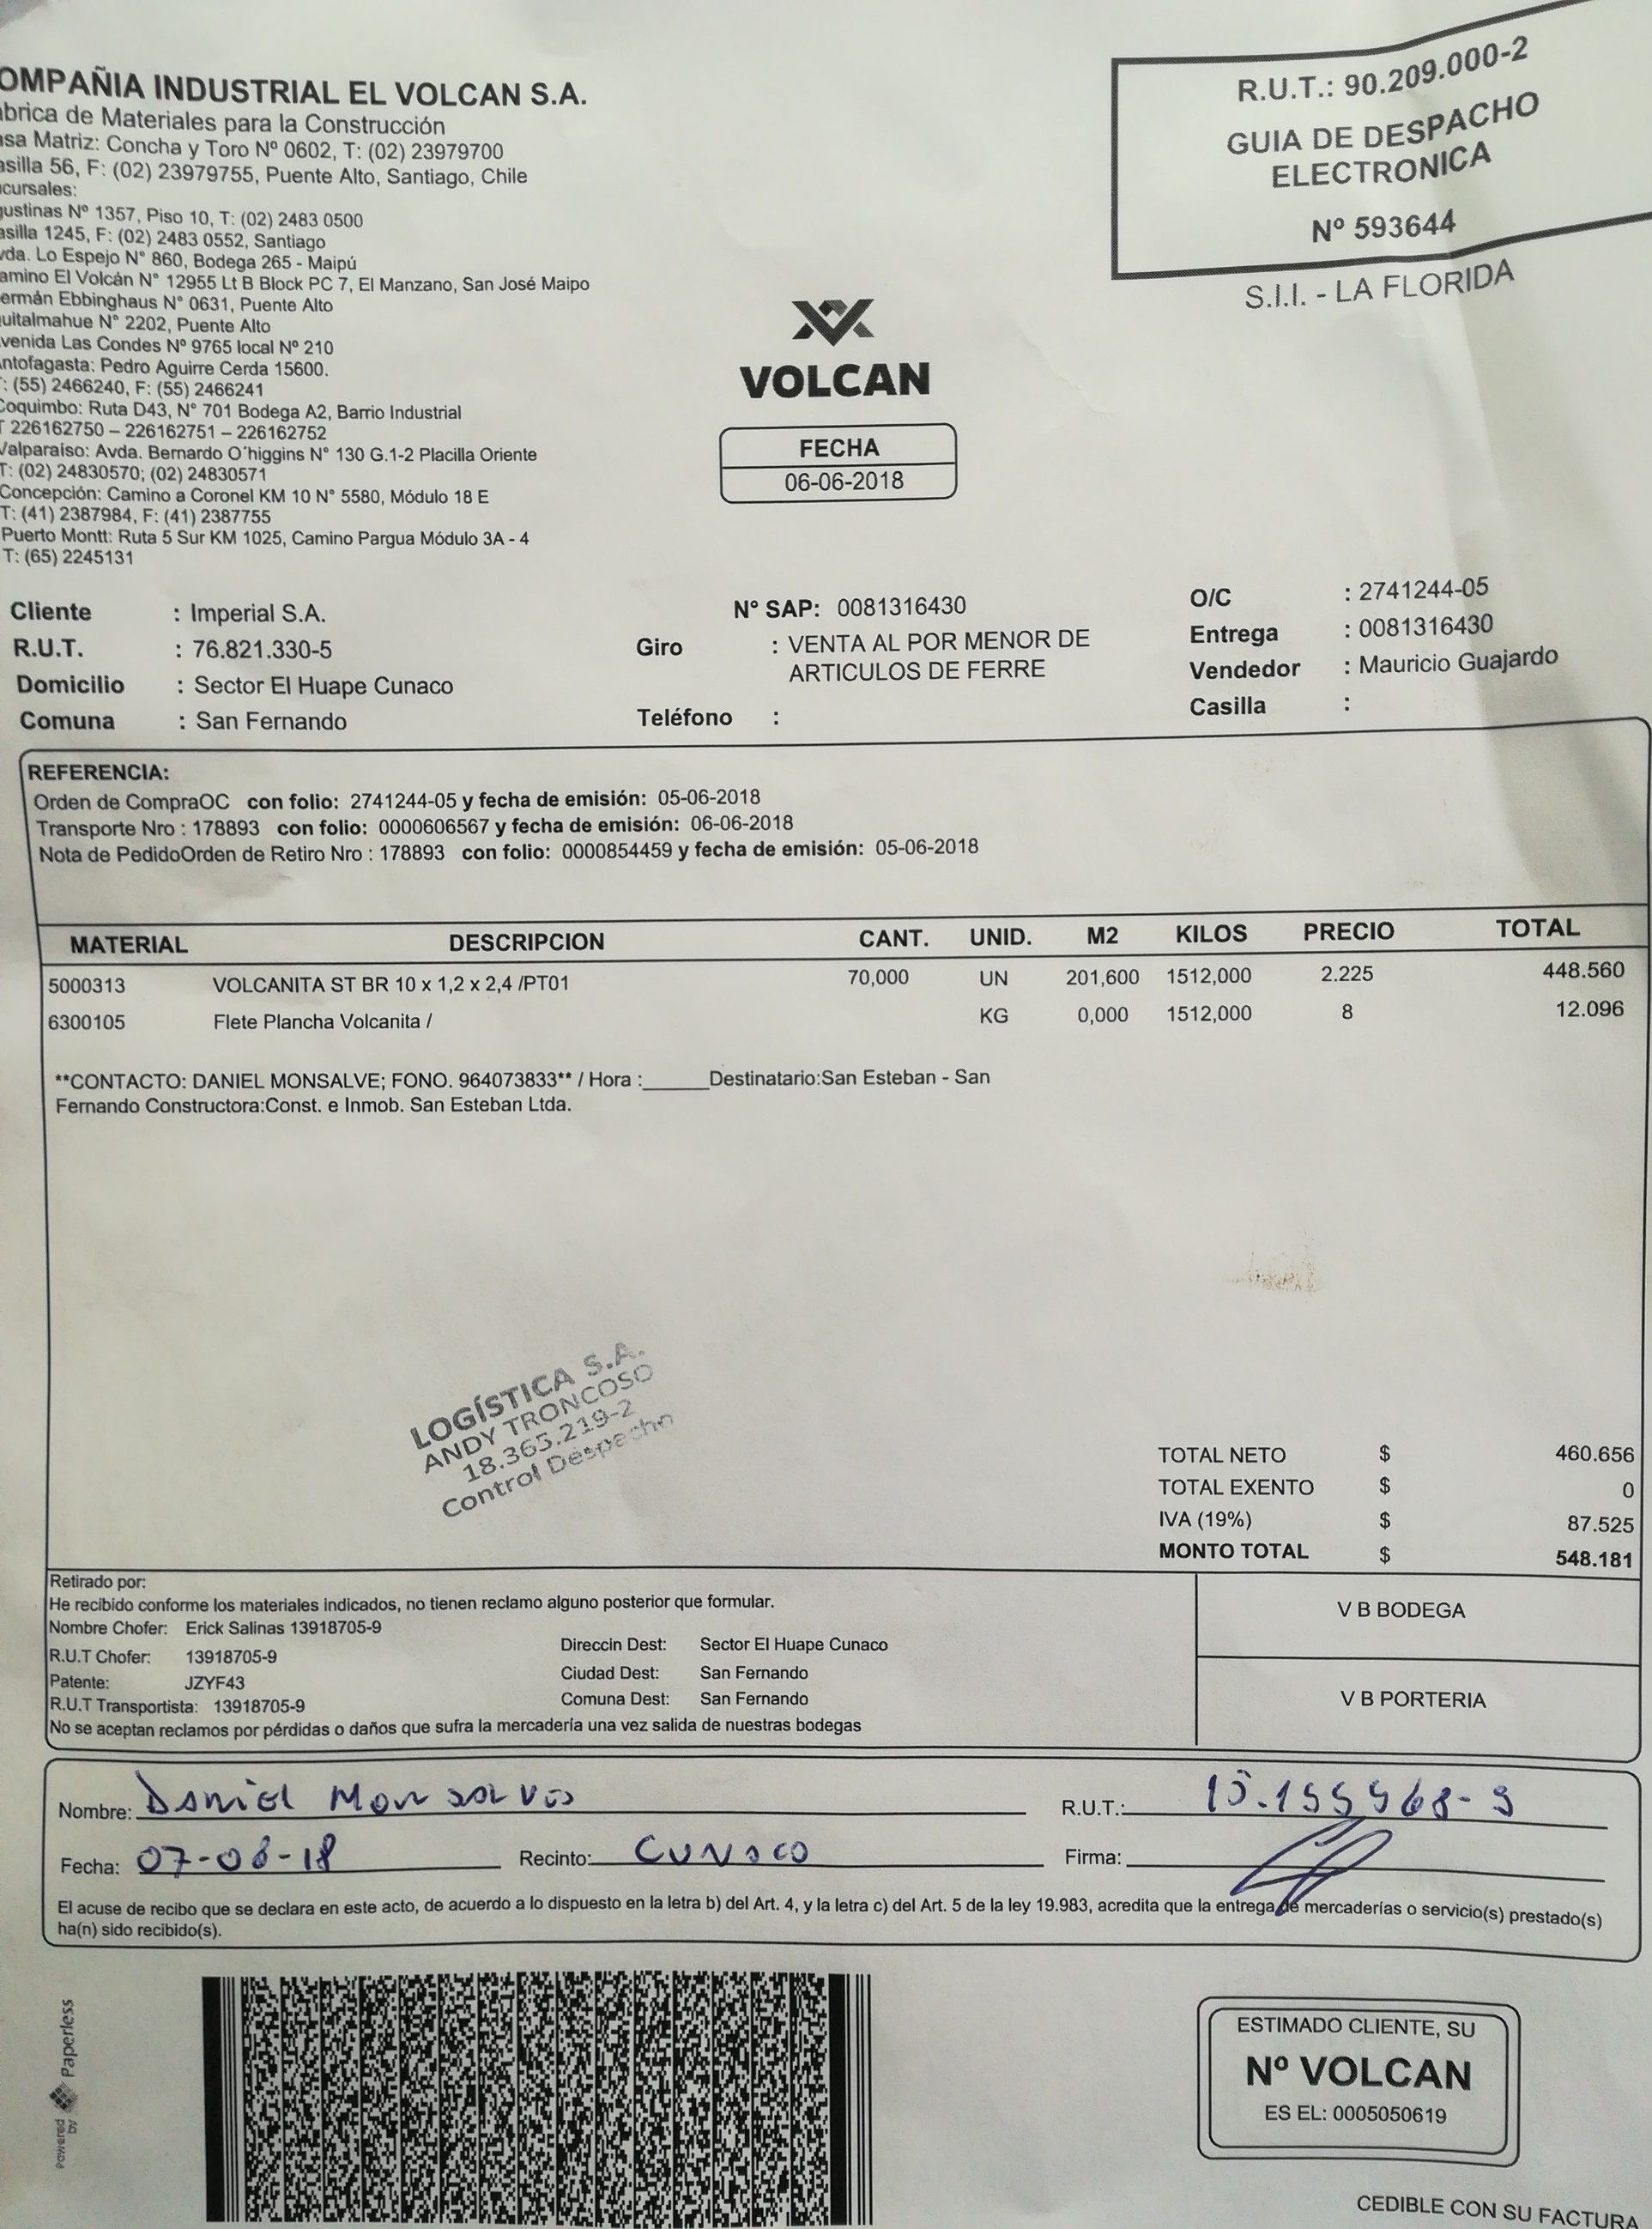 OMPAÑIA INDUSTRIAL EL VOLCAN S.A.
brica de Materiales para la Construcción
sa Matriz: Concha y Toro Nº 0602, T: (02) 23979700
silla 56, F: (02) 23979755, Puente Alto, Santiago, Chile
cursales:
gustinas Nº 1357, Piso 10, T: (02) 2483 0500
asilla 1245, F: (02) 2483 0552, Santiago
vda. Lo Espejo N° 860, Bodega 265 - Maipú
amino El Volcán N° 12955 Lt B Block PC 7, El Manzano, San José Maipo
ermán Ebbinghaus N° 0631, Puente Alto
uitalmahue N° 2202, Puente Alto
venida Las Condes Nº 9765 local Nº 210
ntofagasta: Pedro Aguirre Cerda 15600.
: (55) 2466240, F: (55) 2466241
Coquimbo: Ruta D43, N° 701 Bodega A2, Barrio Industrial
T 226162750 – 226162751 – 226162752
Valparaiso: Avda. Bernardo O´higgins N° 130 G.1-2 Placilla Oriente
T: (02) 24830570; (02) 24830571
Concepción: Camino a Coronel KM 10 N° 5580, Módulo 18 E
T: (41) 2387984, F: (41) 2387755
Puerto Montt: Ruta 5 Sur KM 1025, Camino Pargua Módulo 3A - 4
T: (65) 2245131
R.U.T.: 90.209.000-2
GUIA DE DESPACHO
ELECTRONICA
Nº 593644
S.I.I. - LA FLORIDA
VOLCAN
FECHA
06-06-2018
Cliente : Imperial S.A.
R.U.T. : 76.821.330-5
Domicilio : Sector El Huape Cunaco
Comuna : San Fernando
N° SAP: 0081316430
Giro : VENTA AL POR MENOR DE
ARTICULOS DE FERRE
Teléfono :
O/C : 2741244-05
Entrega : 0081316430
Vendedor : Mauricio Guajardo
Casilla :
REFERENCIA:
Orden de CompraOC con folio: 2741244-05 y fecha de emisión: 05-06-2018
Transporte Nro : 178893 con folio: 0000606567 y fecha de emisión: 06-06-2018
Nota de PedidoOrden de Retiro Nro : 178893 con folio: 0000854459 y fecha de emisión: 05-06-2018
MATERIAL DESCRIPCION CANT. UNID. M2 KILOS PRECIO TOTAL
5000313 VOLCANITA ST BR 10 x 1,2 x 2,4 /PT01 70,000 UN 201,600 1512,000 2.225 448.560
6300105 Flete Plancha Volcanita / KG 0,000 1512,000 8 12.096
**CONTACTO: DANIEL MONSALVE; FONO. 964073833** / Hora :______Destinatario:San Esteban - San
Fernando Constructora:Const. e Inmob. San Esteban Ltda.
LOGÍSTICA S.A.
ANDY TRONCOSO
18.365.219-2
Control Despacho
TOTAL NETO $ 460.656
TOTAL EXENTO $ 0
IVA (19%) $ 87.525
MONTO TOTAL $ 548.181
Retirado por:
He recibido conforme los materiales indicados, no tienen reclamo alguno posterior que formular.
Nombre Chofer: Erick Salinas 13918705-9
R.U.T Chofer: 13918705-9
Patente: JZYF43
R.U.T Transportista: 13918705-9
Direccin Dest: Sector El Huape Cunaco
Ciudad Dest: San Fernando
Comuna Dest: San Fernando
No se aceptan reclamos por pérdidas o daños que sufra la mercadería una vez salida de nuestras bodegas
V B BODEGA
V B PORTERIA
Nombre: Daniel Monsalves R.U.T.:
Fecha: 07-06-18 Recinto: CUNACO Firma:
El acuse de recibo que se declara en este acto, de acuerdo a lo dispuesto en la letra b) del Art. 4, y la letra c) del Art. 5 de la ley 19.983, acredita que la entrega de mercaderías o servicio(s) prestado(s)
ha(n) sido recibido(s).
Powered by Paperless
ESTIMADO CLIENTE, SU
Nº VOLCAN
ES EL: 0005050619
CEDIBLE CON SU FACTURA